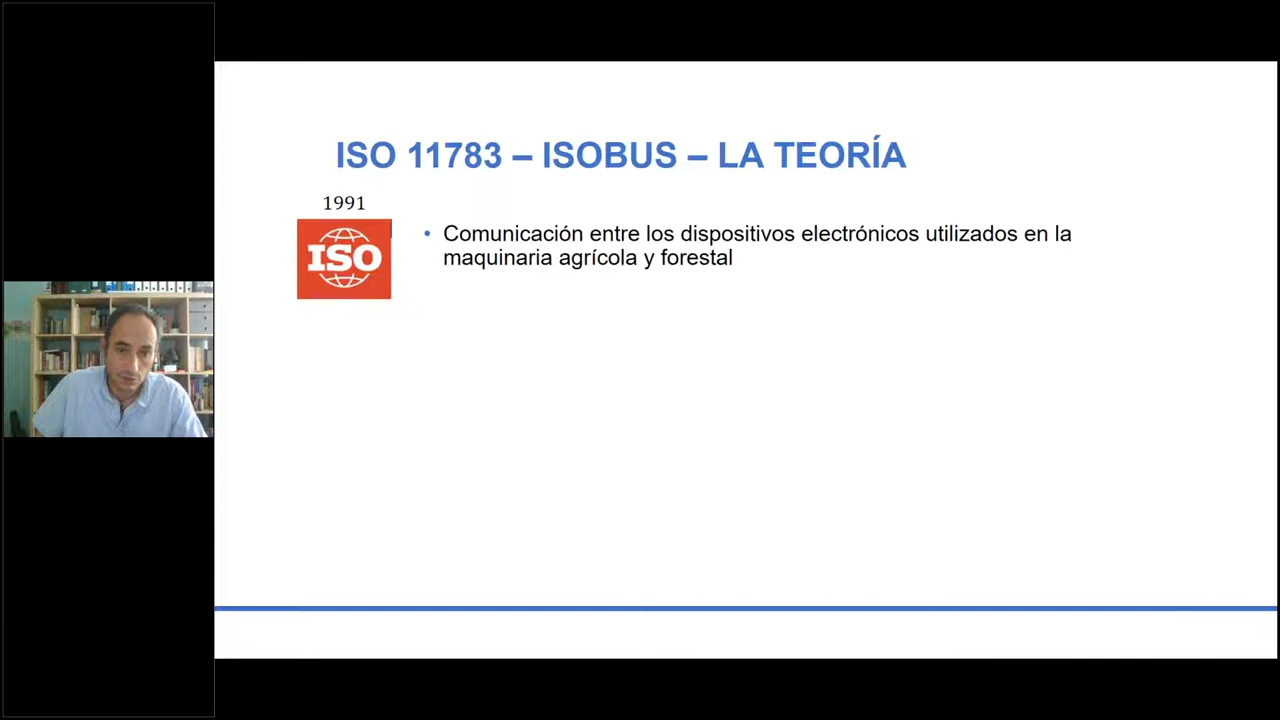 ISO 11783 – ISOBUS – LA TEORÍA
1991
ISO
• Comunicación entre los dispositivos electrónicos utilizados en la
maquinaria agrícola y forestal